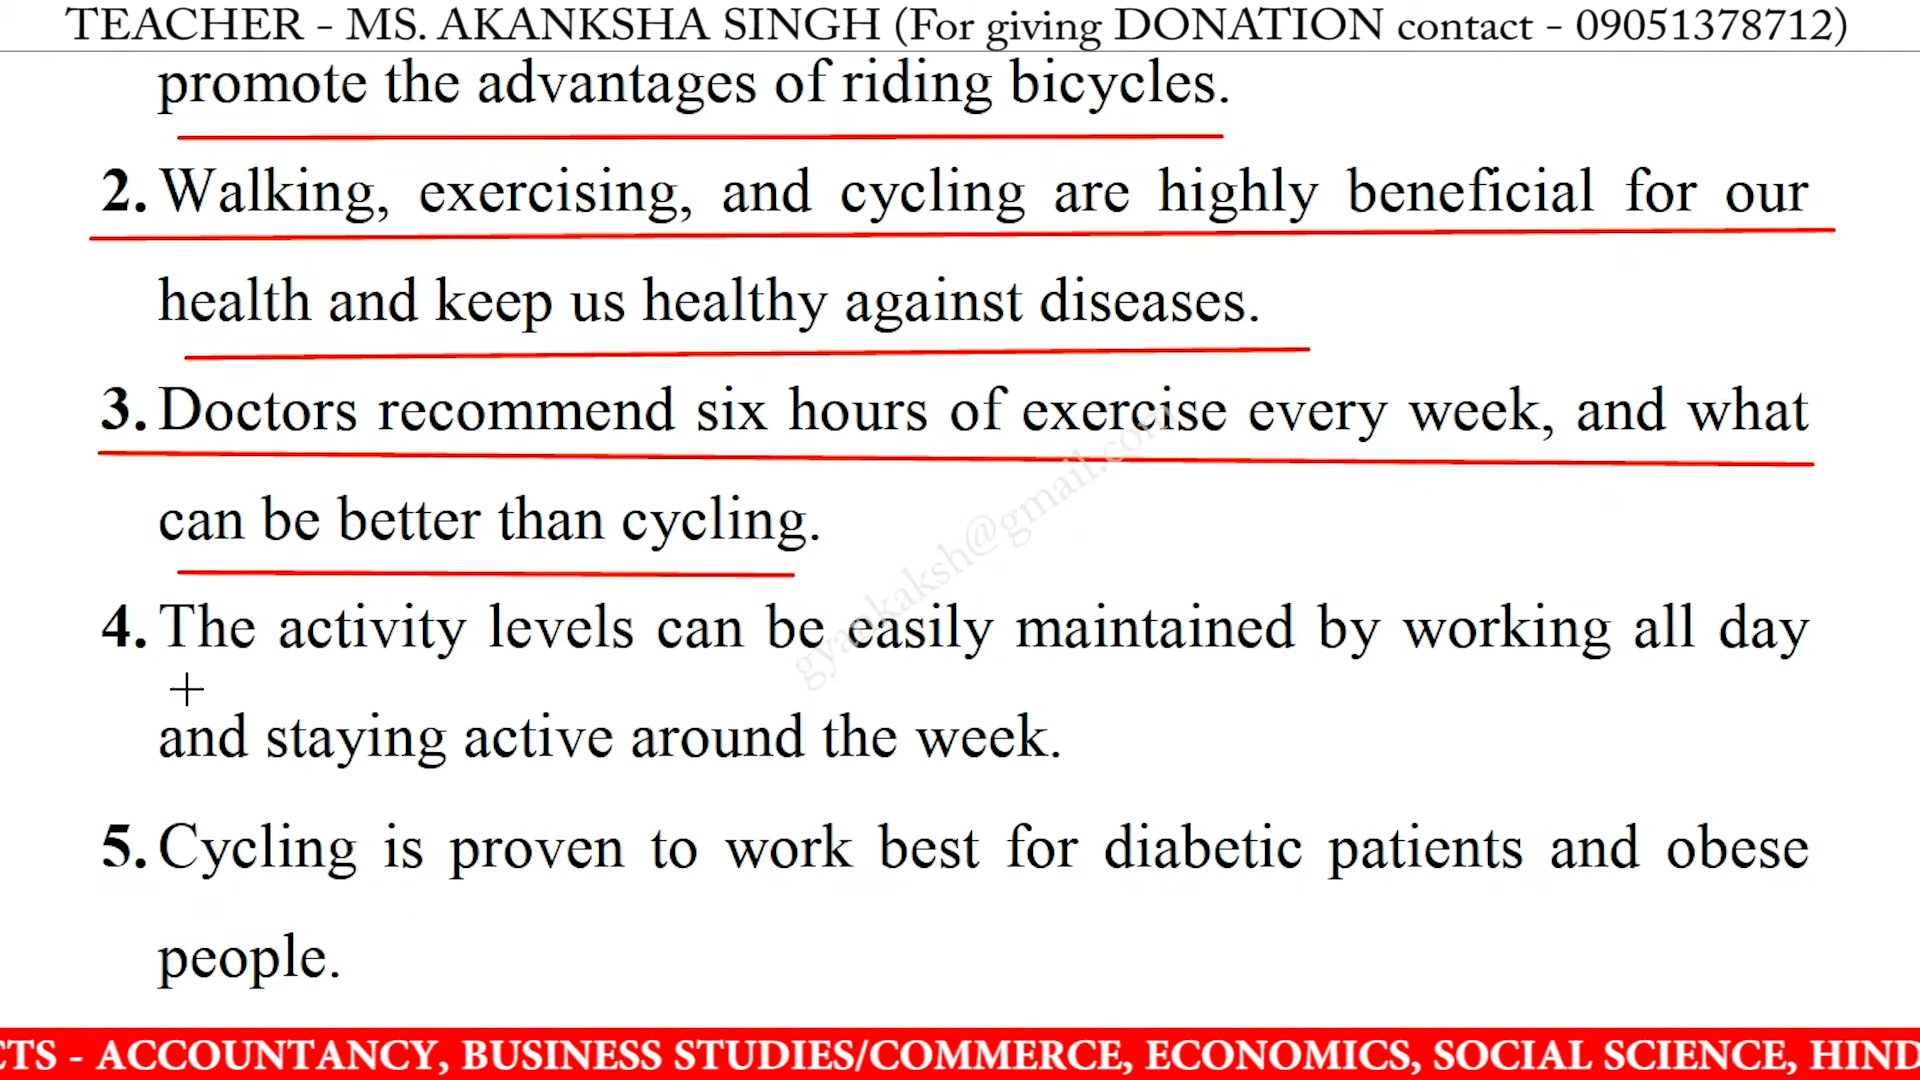 TEACHER - MS. AKANKSHA SINGH (For giving DONATION contact - 09051378712)
promote the advantages of riding bicycles.
2. Walking, exercising, and cycling are highly beneficial for our
health and keep us healthy against diseases.
3. Doctors recommend six hours of exercise every week, and what
can be better than cycling.
gyankaksh@gmail.com
4. The activity levels can be easily maintained by working all day
and staying active around the week.
5. Cycling is proven to work best for diabetic patients and obese
people.
CTS - ACCOUNTANCY, BUSINESS STUDIES/COMMERCE, ECONOMICS, SOCIAL SCIENCE, HIND